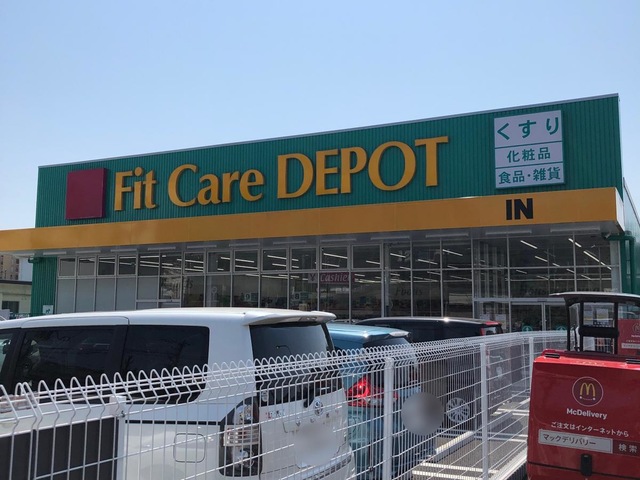 Fit Care DEPOT
くすり
化粧品
食品・雑貨
IN
Cashier
McDelivery
ご注文はインターネットから
マックデリバリー 検索